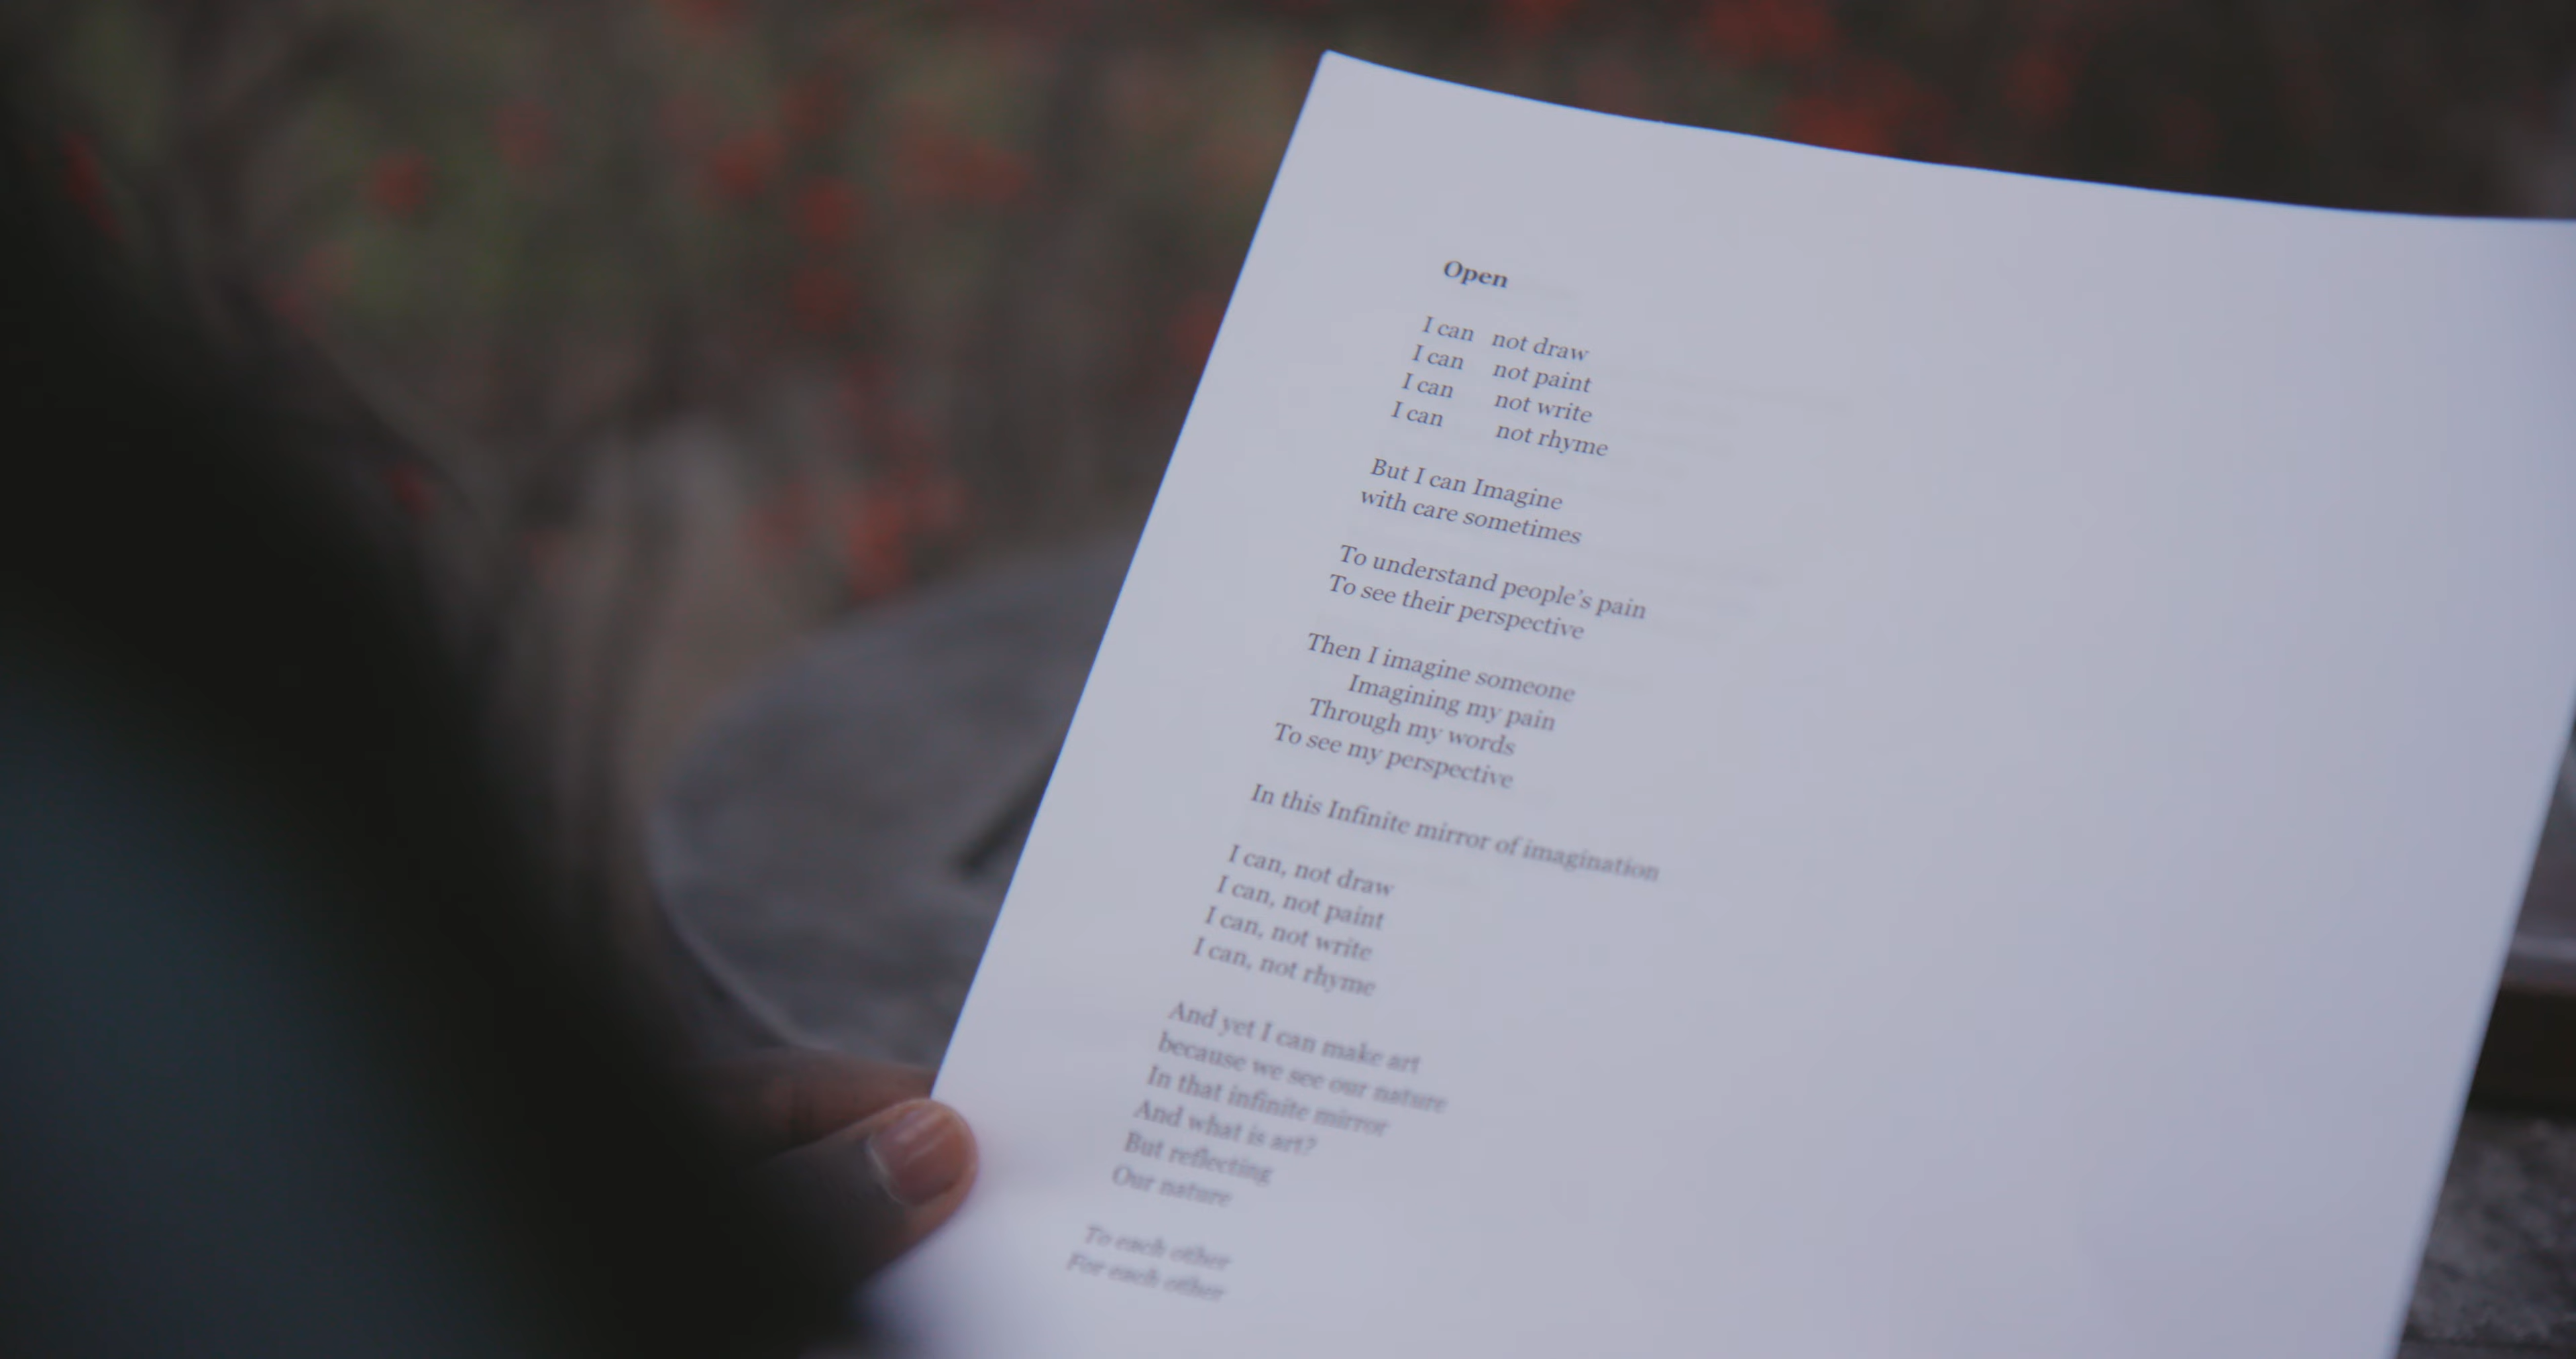 Open
I can not draw
I can not paint
I can not write
I can not rhyme
But I can Imagine
with care sometimes
To understand people's pain
To see their perspective
Then I imagine someone
Imagining my pain
Through my words
To see my perspective
In this Infinite mirror of imagination
I can, not draw
I can, not paint
I can, not write
I can, not rhyme
And yet I can make art
because we see our nature
In that infinite mirror
And what is art?
But reflecting
Our nature
To each other
For each other